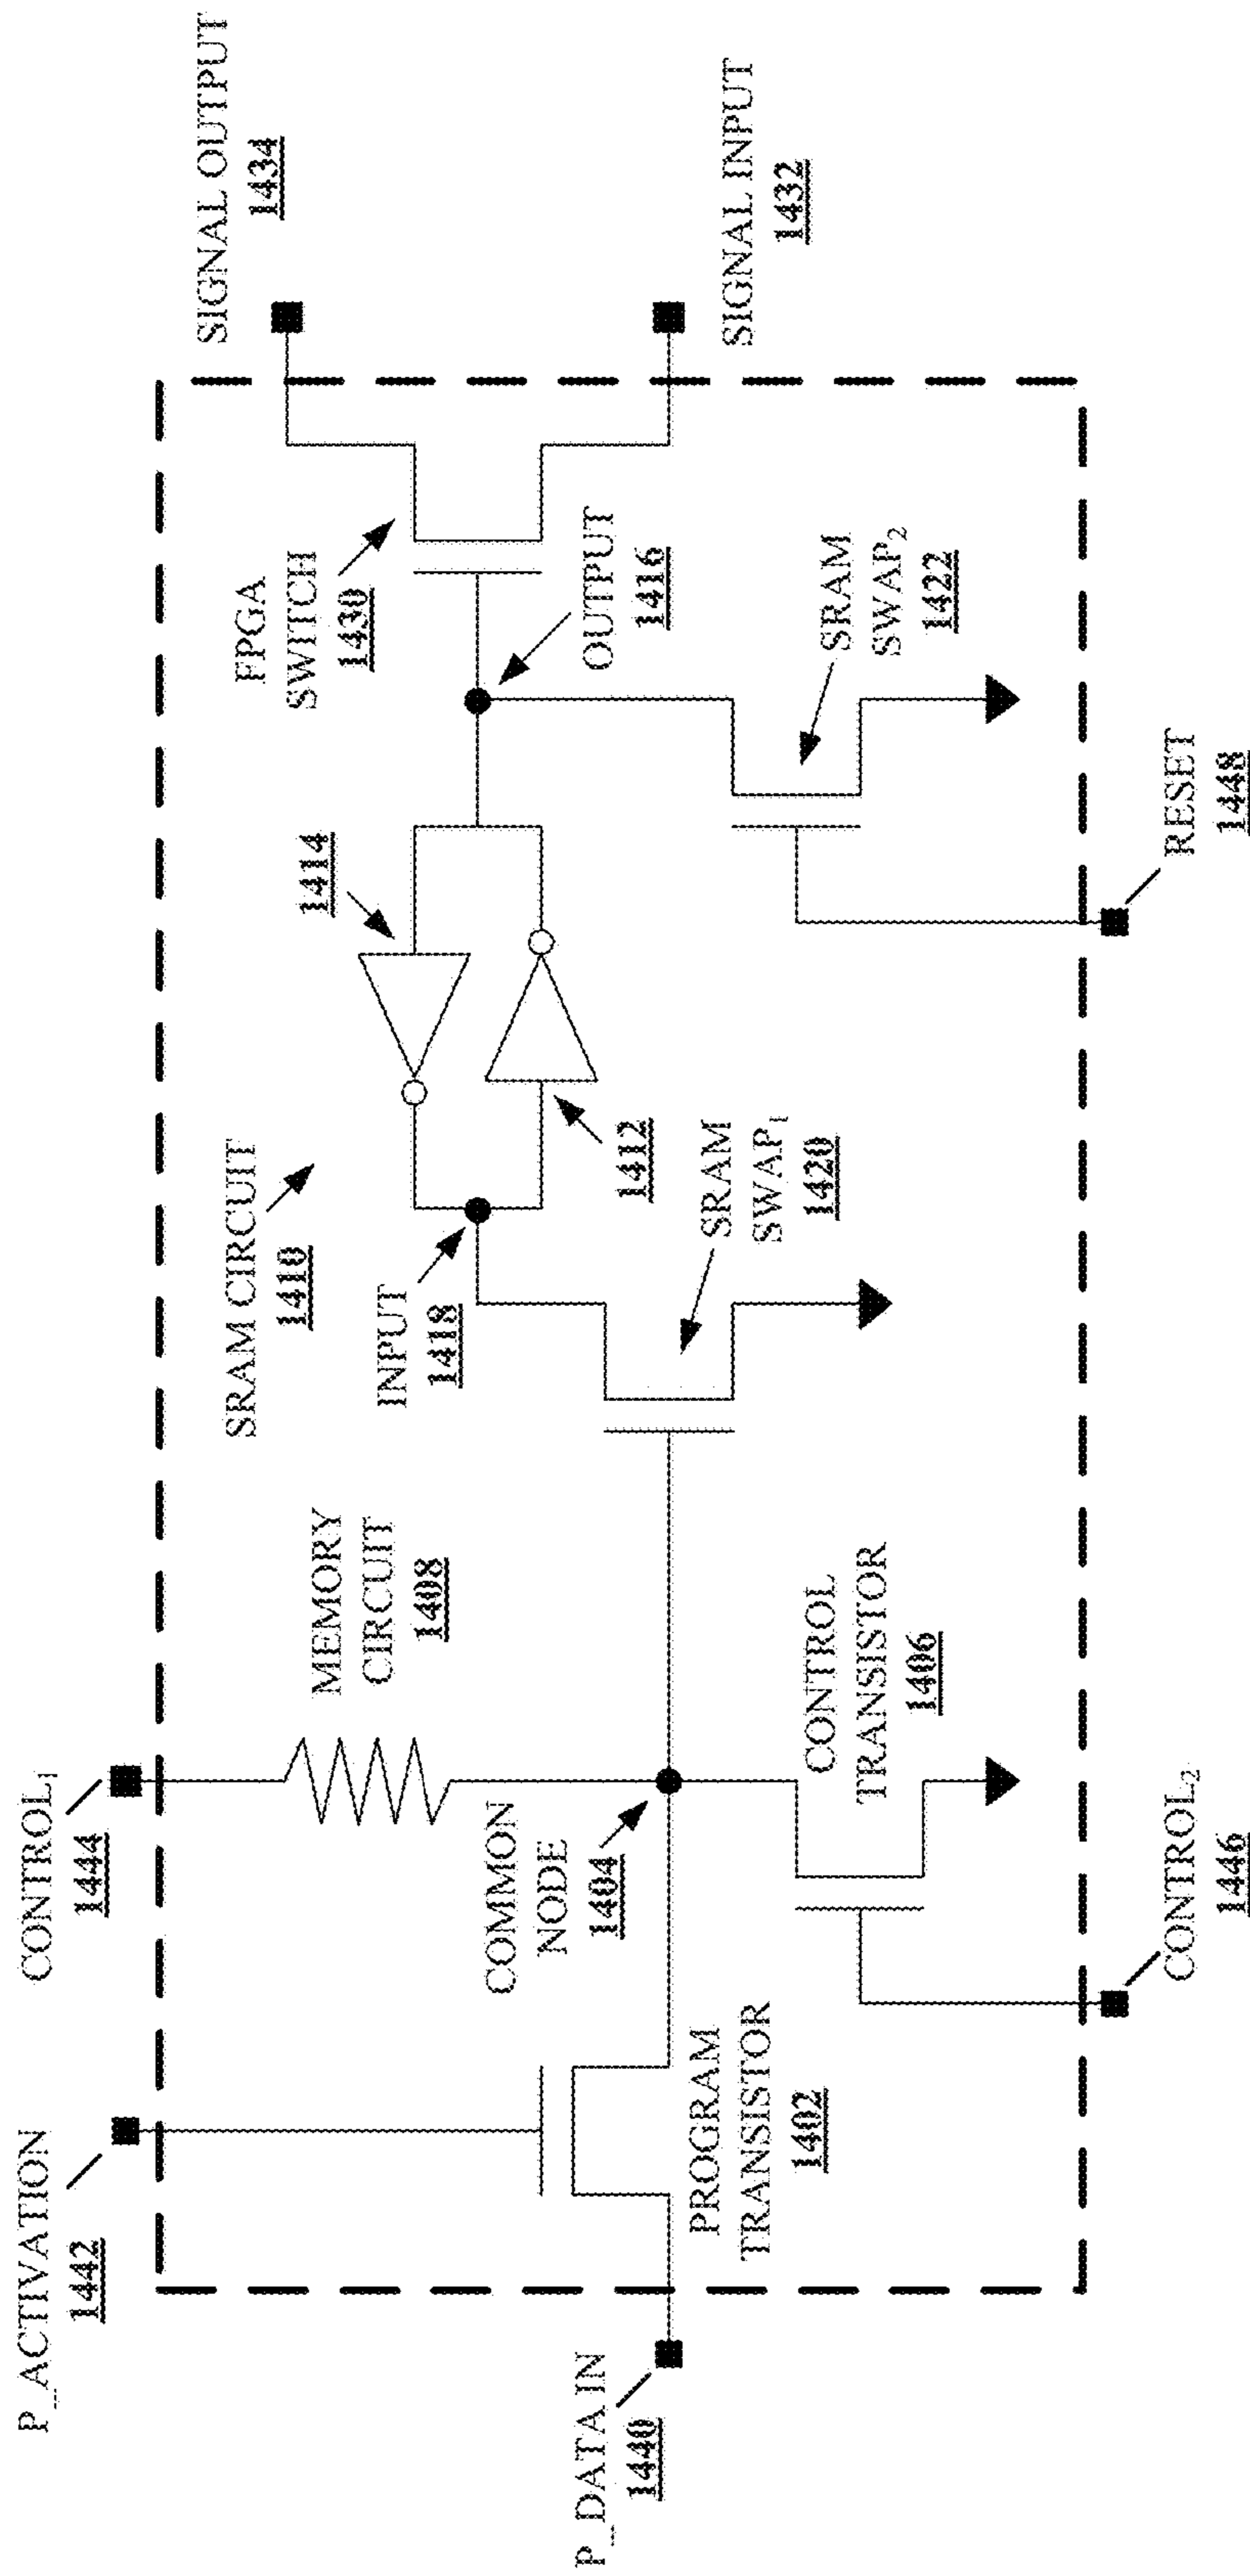 P_ACTIVATION
1442
CONTROL₁
1444
SIGNAL OUTPUT
1434
SRAM CIRCUIT
1410
FPGA
SWITCH
1430
1414
MEMORY
CIRCUIT
1408
INPUT
1418
COMMON
NODE
1404
P_DATA IN
1440
OUTPUT
1416
1412
PROGRAM
TRANSISTOR
1402
SRAM
SWAP₁
1420
SIGNAL INPUT
1432
CONTROL
TRANSISTOR
1406
SRAM
SWAP₂
1422
CONTROL₂
1446
RESET
1448